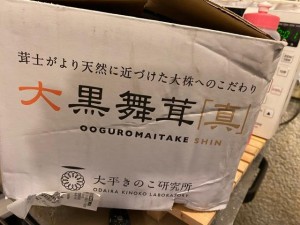 茸士がより天然に近づけた大株へのこだわり
大黒舞茸「真」
OOGUROMAITAKE SHIN
大平きのこ研究所
ODAIRA KINOKO LABORATORY